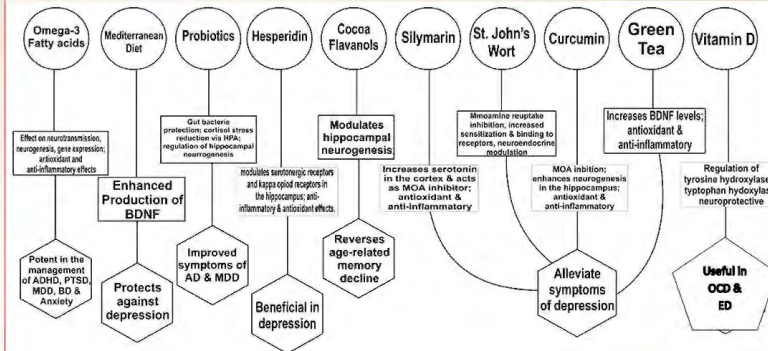 Omega-3
Fatty acids
Mediterranean
Diet
Probiotics
Hesperidin
Cocoa
Flavanols
Silymarin
St. John's
Wort
Curcumin
Green
Tea
Vitamin D
Effect on neurotransmission,
neurogenesis, gene expression;
antioxidant and
anti-inflammatory effects
Enhanced
Production of
BDNF
Gut bacteria
protection; cortisol stress
reduction via HPA;
regulation of hippocampal
neurogenesis
modulates serotonergic receptors
and kappa opiod receptors in
the hippocampus; anti-
inflammatory & antioxidant effects.
Modulates
hippocampal
neurogenesis;
Increases serotonin
in the cortex & acts
as MOA inhibitor;
antioxidant &
anti-inflammatory
Mmoamine reuptake
inhibition, increased
sensitization & binding to
receptors, neuroendocrine
modulation
MOA inbition;
enhances neurogenesis
in the hippocampus;
antioxidant &
anti-inflammatory
Increases BDNF levels;
antioxidant &
anti-inflammatory
Regulation of
tyrosine hydroxylase
typtophan hydoxylas
neuroprotective
Potent in the
management
of ADHD, PTSD,
MDD, BD &
Anxiety
Protects
against
depression
Improved
symptoms of
AD & MDD
Beneficial in
depression
Reverses
age-related
memory
decline
Alleviate
symptoms
of depression
Useful in
OCD &
ED